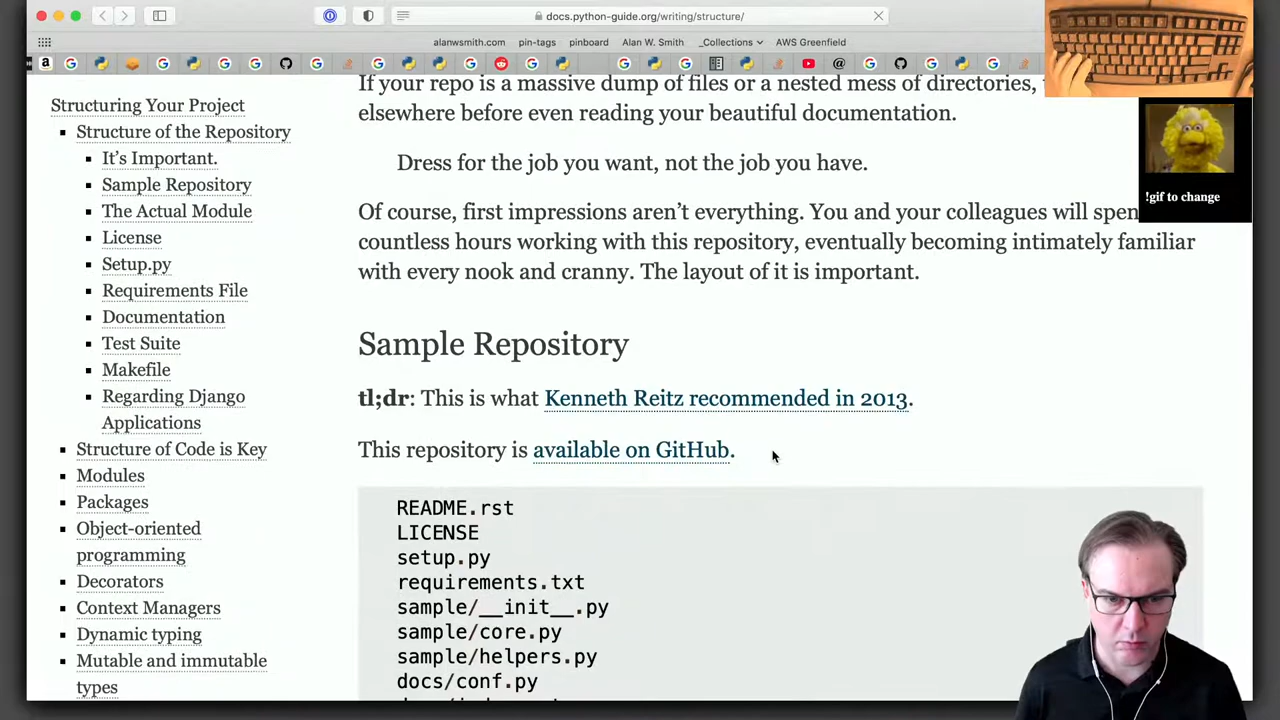 docs.python-guide.org/writing/structure/
alanwsmith.com pin-tags pinboard Alan W. Smith _Collections AWS Greenfield
Structuring Your Project
Structure of the Repository
It's Important.
Sample Repository
The Actual Module
License
Setup.py
Requirements File
Documentation
Test Suite
Makefile
Regarding Django
Applications
Structure of Code is Key
Modules
Packages
Object-oriented
programming
Decorators
Context Managers
Dynamic typing
Mutable and immutable
types
If your repo is a massive dump of files or a nested mess of directories,
elsewhere before even reading your beautiful documentation.
Dress for the job you want, not the job you have.
Of course, first impressions aren't everything. You and your colleagues will spen
countless hours working with this repository, eventually becoming intimately familiar
with every nook and cranny. The layout of it is important.
Sample Repository
tl;dr: This is what Kenneth Reitz recommended in 2013.
This repository is available on GitHub.
README.rst
LICENSE
setup.py
requirements.txt
sample/__init__.py
sample/core.py
sample/helpers.py
docs/conf.py
!gif to change